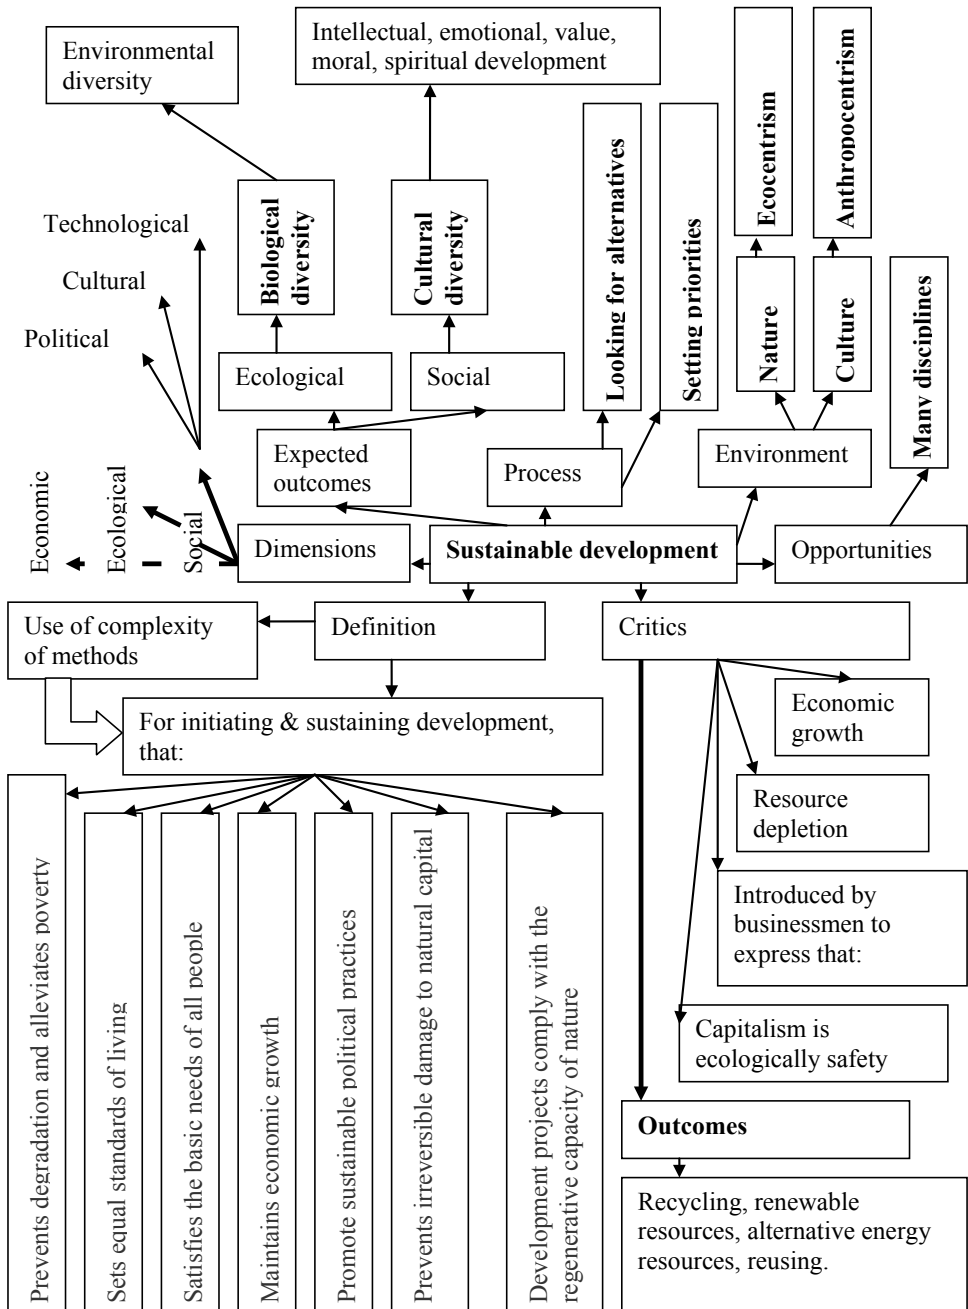 Environmental
diversity
Intellectual, emotional, value,
moral, spiritual development
Technological
Cultural
Political
Biological
diversity
Cultural
diversity
Looking for alternatives
Setting priorities
Ecocentrism
Anthropocentrism
Nature
Culture
Many disciplines
Ecological
Social
Expected
outcomes
Process
Environment
Economic
Ecological
Social
Dimensions
Sustainable development
Opportunities
Use of complexity
of methods
Definition
Critics
For initiating & sustaining development,
that:
Economic
growth
Resource
depletion
Introduced by
businessmen to
express that:
Capitalism is
ecologically safety
Outcomes
Recycling, renewable
resources, alternative energy
resources, reusing.
Prevents degradation and alleviates poverty
Sets equal standards of living
Satisfies the basic needs of all people
Maintains economic growth
Promote sustainable political practices
Prevents irreversible damage to natural capital
Development projects comply with the
regenerative capacity of nature